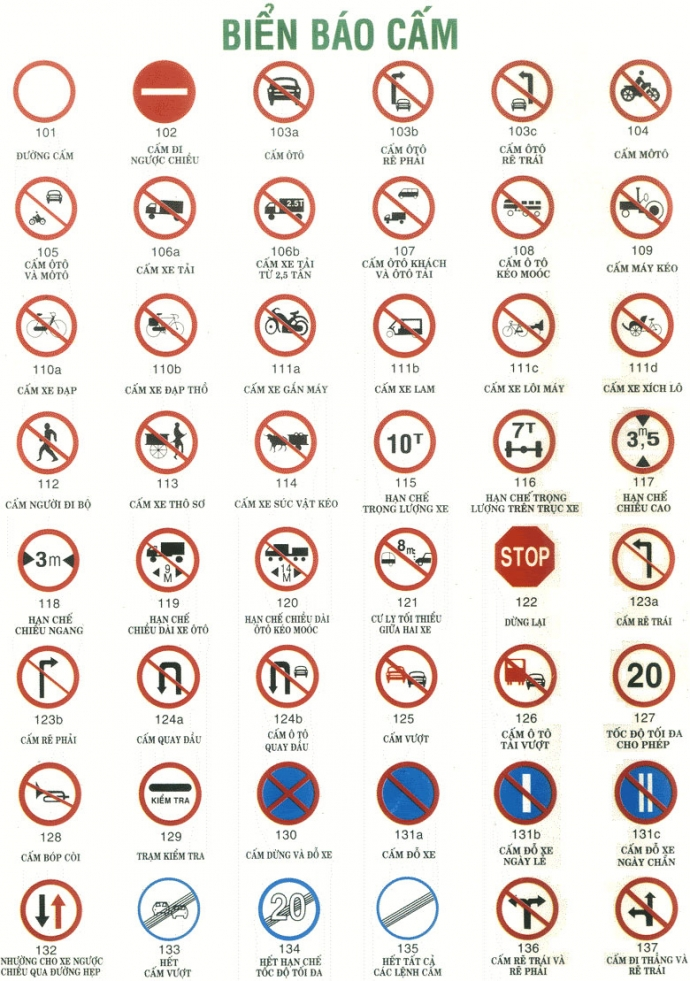 BIỂN BÁO CẤM
101
ĐƯỜNG CẤM
102
CẤM ĐI
NGƯỢC CHIỀU
103a
CẤM ÔTÔ
103b
CẤM ÔTÔ
RẼ PHẢI
103c
CẤM ÔTÔ
RẼ TRÁI
104
CẤM MÔTÔ
105
CẤM ÔTÔ
VÀ MÔTÔ
106a
CẤM XE TẢI
2.5T
106b
CẤM XE TẢI
TỪ 2,5 TẤN
107
CẤM ÔTÔ KHÁCH
VÀ ÔTÔ TẢI
108
CẤM Ô TÔ
KÉO MOÓC
109
CẤM MÁY KÉO
110a
CẤM XE ĐẠP
110b
CẤM XE ĐẠP THỒ
111a
CẤM XE GẮN MÁY
111b
CẤM XE LAM
111c
CẤM XE LÔI MÁY
111d
CẤM XE XÍCH LÔ
112
CẤM NGƯỜI ĐI BỘ
113
CẤM XE THÔ SƠ
114
CẤM XE SÚC VẬT KÉO
10T
115
HẠN CHẾ
TRỌNG LƯỢNG XE
7T
116
HẠN CHẾ TRỌNG
LƯỢNG TRÊN TRỤC XE
3m,5
117
HẠN CHẾ
CHIỀU CAO
3m
118
HẠN CHẾ
CHIỀU NGANG
9
M
119
HẠN CHẾ
CHIỀU DÀI XE ÔTÔ
14
M
120
HẠN CHẾ CHIỀU DÀI
ÔTÔ KÉO MOÓC
8m
121
CỰ LY TỐI THIỂU
GIỮA HAI XE
STOP
122
DỪNG LẠI
123a
CẤM RẼ TRÁI
123b
CẤM RẼ PHẢI
124a
CẤM QUAY ĐẦU
124b
CẤM Ô TÔ
QUAY ĐẦU
125
CẤM VƯỢT
126
CẤM Ô TÔ
TẢI VƯỢT
20
127
TỐC ĐỘ TỐI ĐA
CHO PHÉP
128
CẤM BÓP CÒI
KIỂM TRA
129
TRẠM KIỂM TRA
130
CẤM DỪNG VÀ ĐỖ XE
131a
CẤM ĐỖ XE
131b
CẤM ĐỖ XE
NGÀY LẺ
131c
CẤM ĐỖ XE
NGÀY CHẴN
132
NHƯỜNG CHO XE NGƯỢC
CHIỀU QUA ĐƯỜNG HẸP
133
HẾT
CẤM VƯỢT
20
134
HẾT HẠN CHẾ
TỐC ĐỘ TỐI ĐA
135
HẾT TẤT CẢ
CÁC LỆNH CẤM
136
CẤM RẼ TRÁI VÀ
RẼ PHẢI
137
CẤM ĐI THẲNG VÀ
RẼ TRÁI